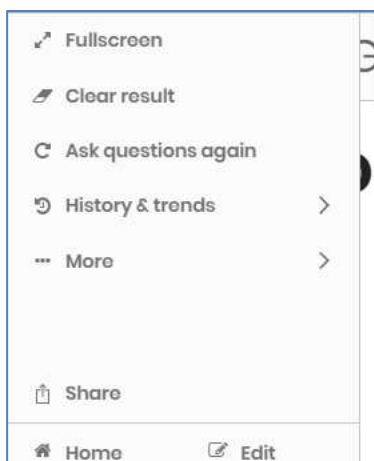 Fullscreen
Clear result
Ask questions again
History & trends
More
Share
Home Edit